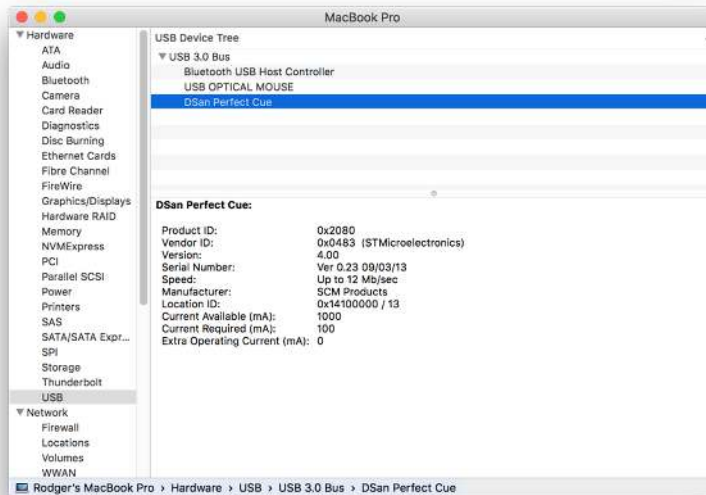 MacBook Pro
▼ Hardware
ATA
Audio
Bluetooth
Camera
Card Reader
Diagnostics
Disc Burning
Ethernet Cards
Fibre Channel
FireWire
Graphics/Displays
Hardware RAID
Memory
NVMExpress
PCI
Parallel SCSI
Power
Printers
SAS
SATA/SATA Expr...
SPI
Storage
Thunderbolt
USB
▼ Network
Firewall
Locations
Volumes
WWAN
USB Device Tree
▼ USB 3.0 Bus
Bluetooth USB Host Controller
USB OPTICAL MOUSE
DSan Perfect Cue
DSan Perfect Cue:
Product ID: 0x2080
Vendor ID: 0x0483 (STMicroelectronics)
Version: 4.00
Serial Number: Ver 0.23 09/03/13
Speed: Up to 12 Mb/sec
Manufacturer: SCM Products
Location ID: 0x14100000 / 13
Current Available (mA): 1000
Current Required (mA): 100
Extra Operating Current (mA): 0
Rodger's MacBook Pro › Hardware › USB › USB 3.0 Bus › DSan Perfect Cue